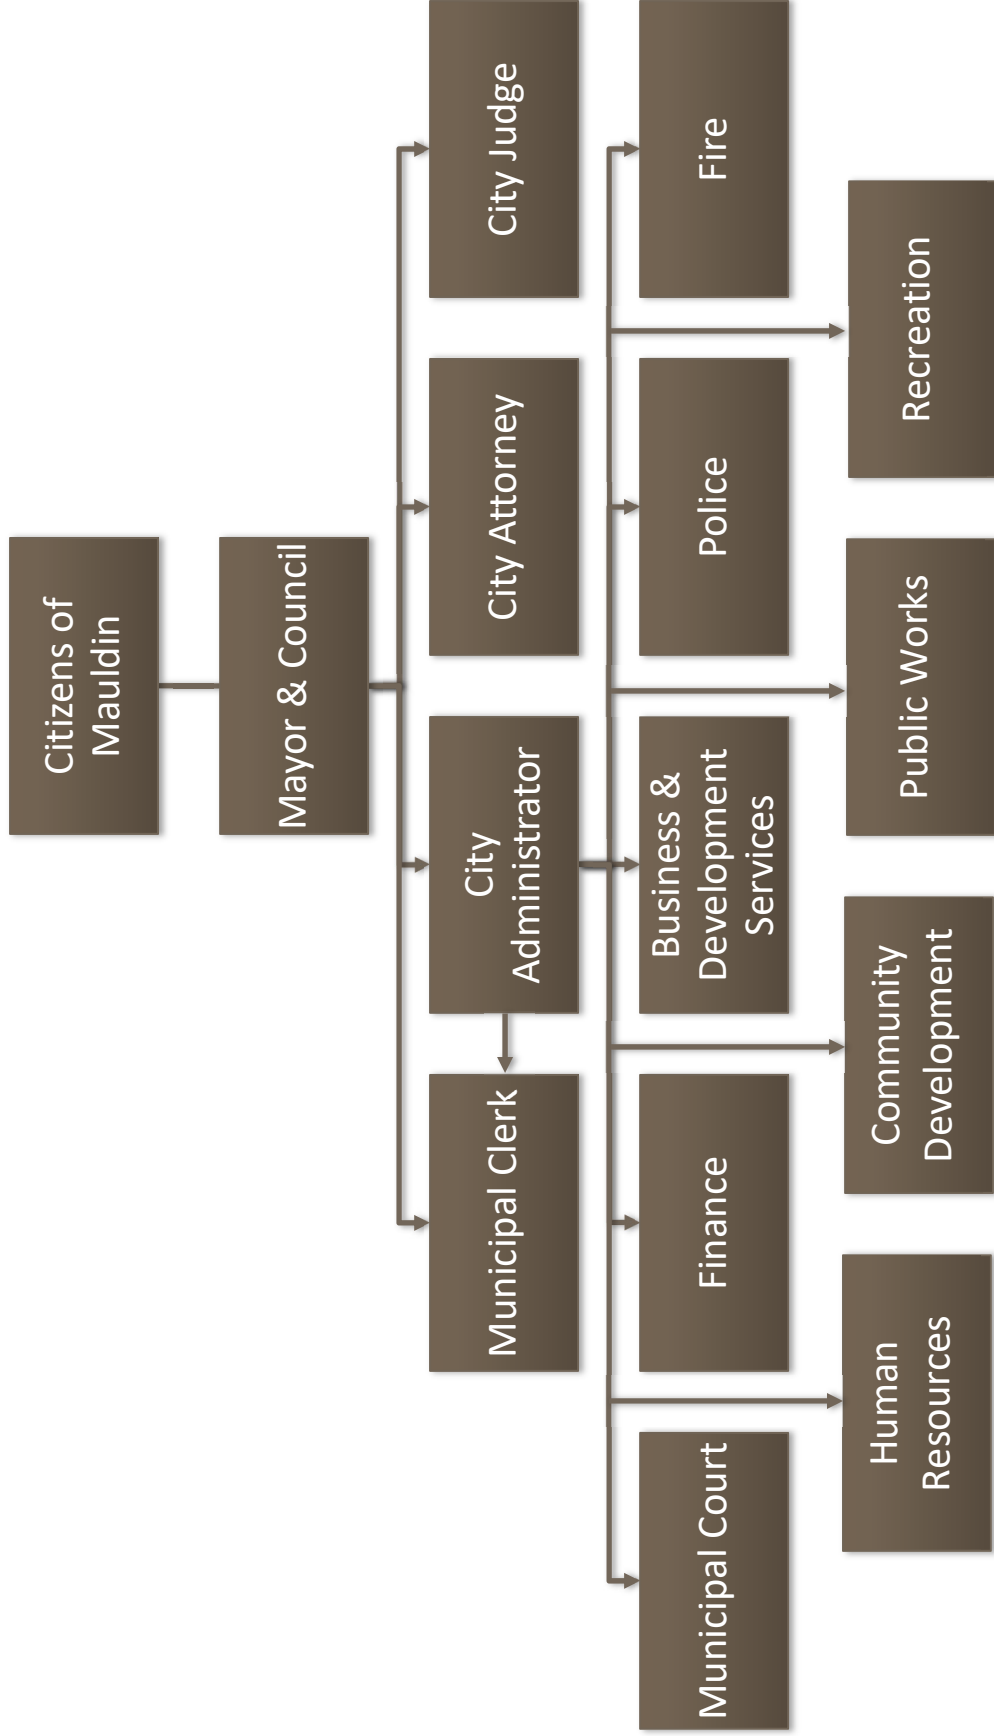 Citizens of
Mauldin
Mayor & Council
Municipal Clerk
City
Administrator
City Attorney
City Judge
Municipal Court
Finance
Business &
Development
Services
Police
Fire
Human
Resources
Community
Development
Public Works
Recreation